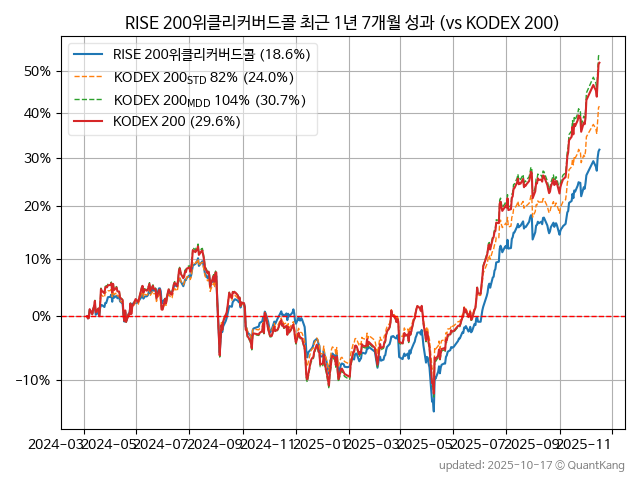 RISE 200위클리커버드콜 최근 1년 7개월 성과 (vs KODEX 200)
RISE 200위클리커버드콜 (18.6%)
KODEX 200STD 82% (24.0%)
KODEX 200MDD 104% (30.7%)
KODEX 200 (29.6%)
50%
40%
30%
20%
10%
0%
−10%
2024-03 2024-05 2024-07 2024-09 2024-11 2025-01 2025-03 2025-05 2025-07 2025-09 2025-11
updated: 2025-10-17 © QuantKang